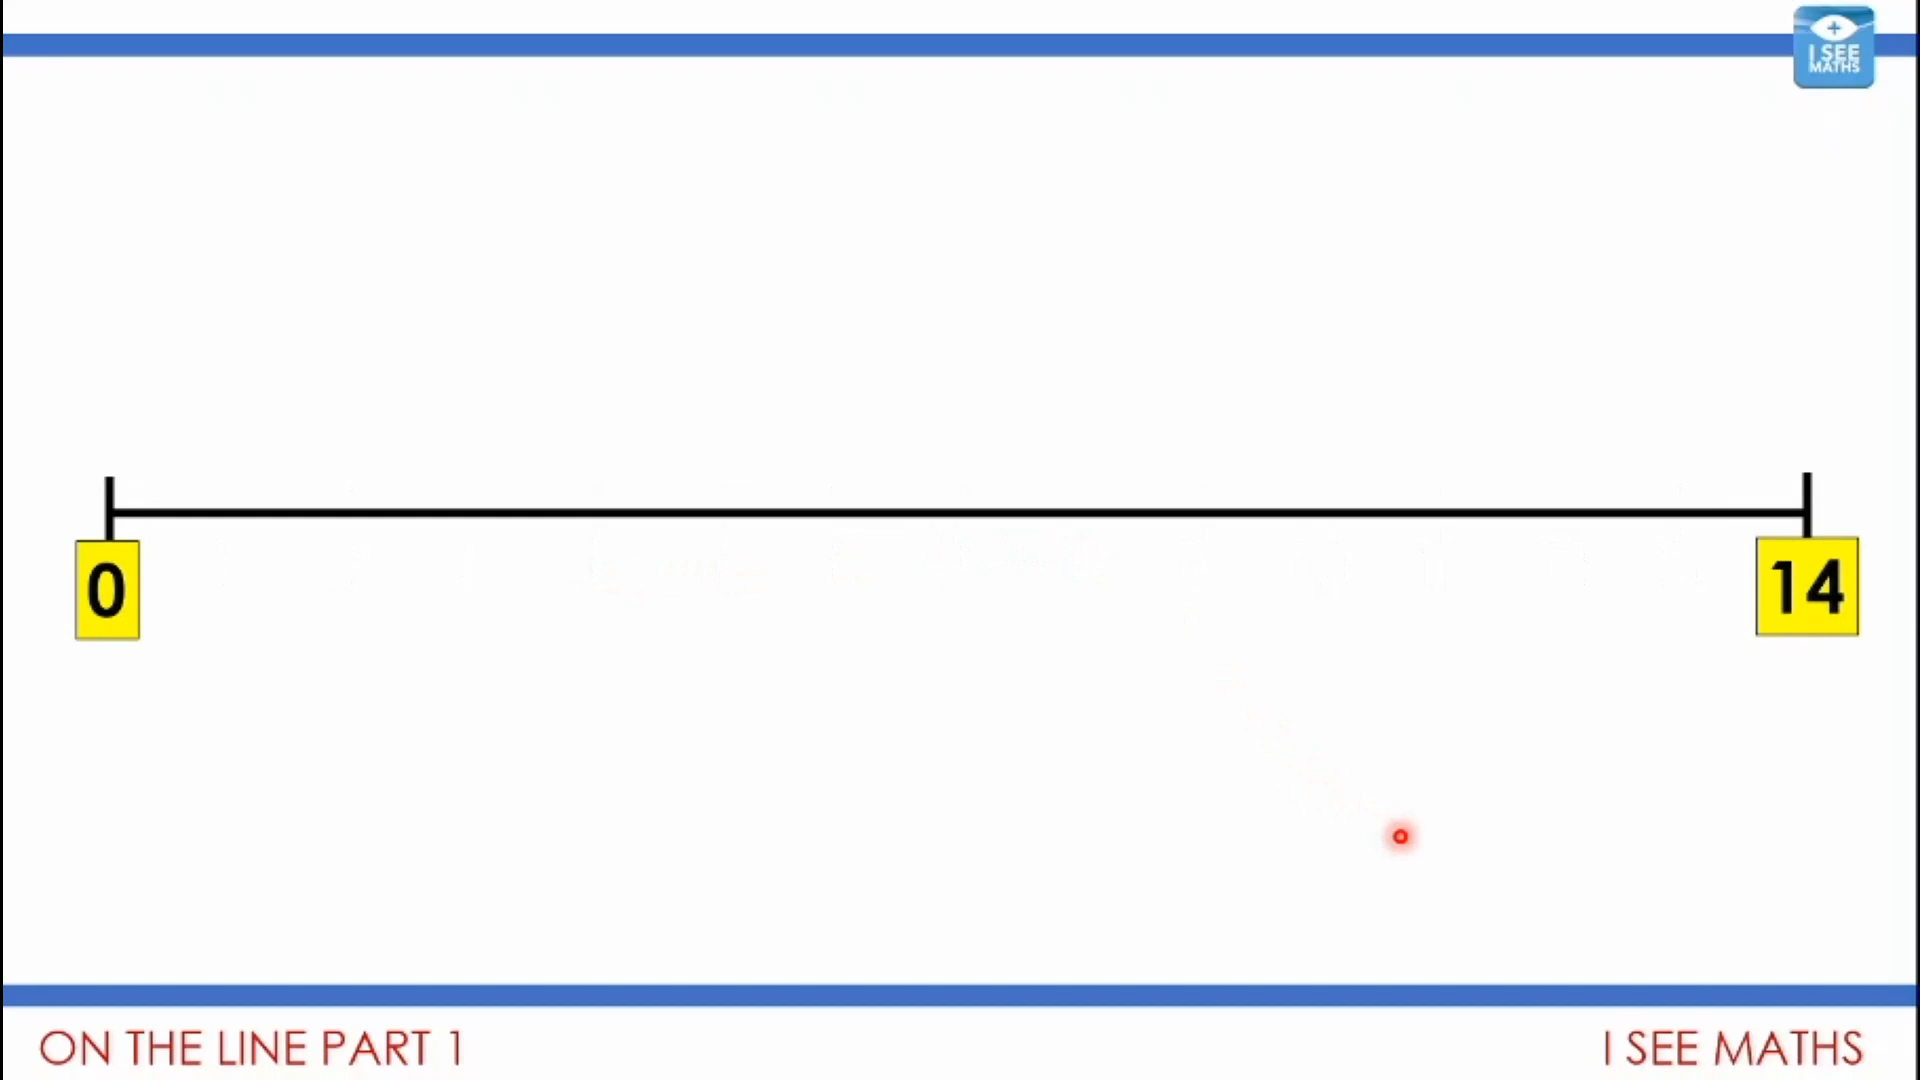 I SEE
MATHS
0
14
ON THE LINE PART 1
I SEE MATHS